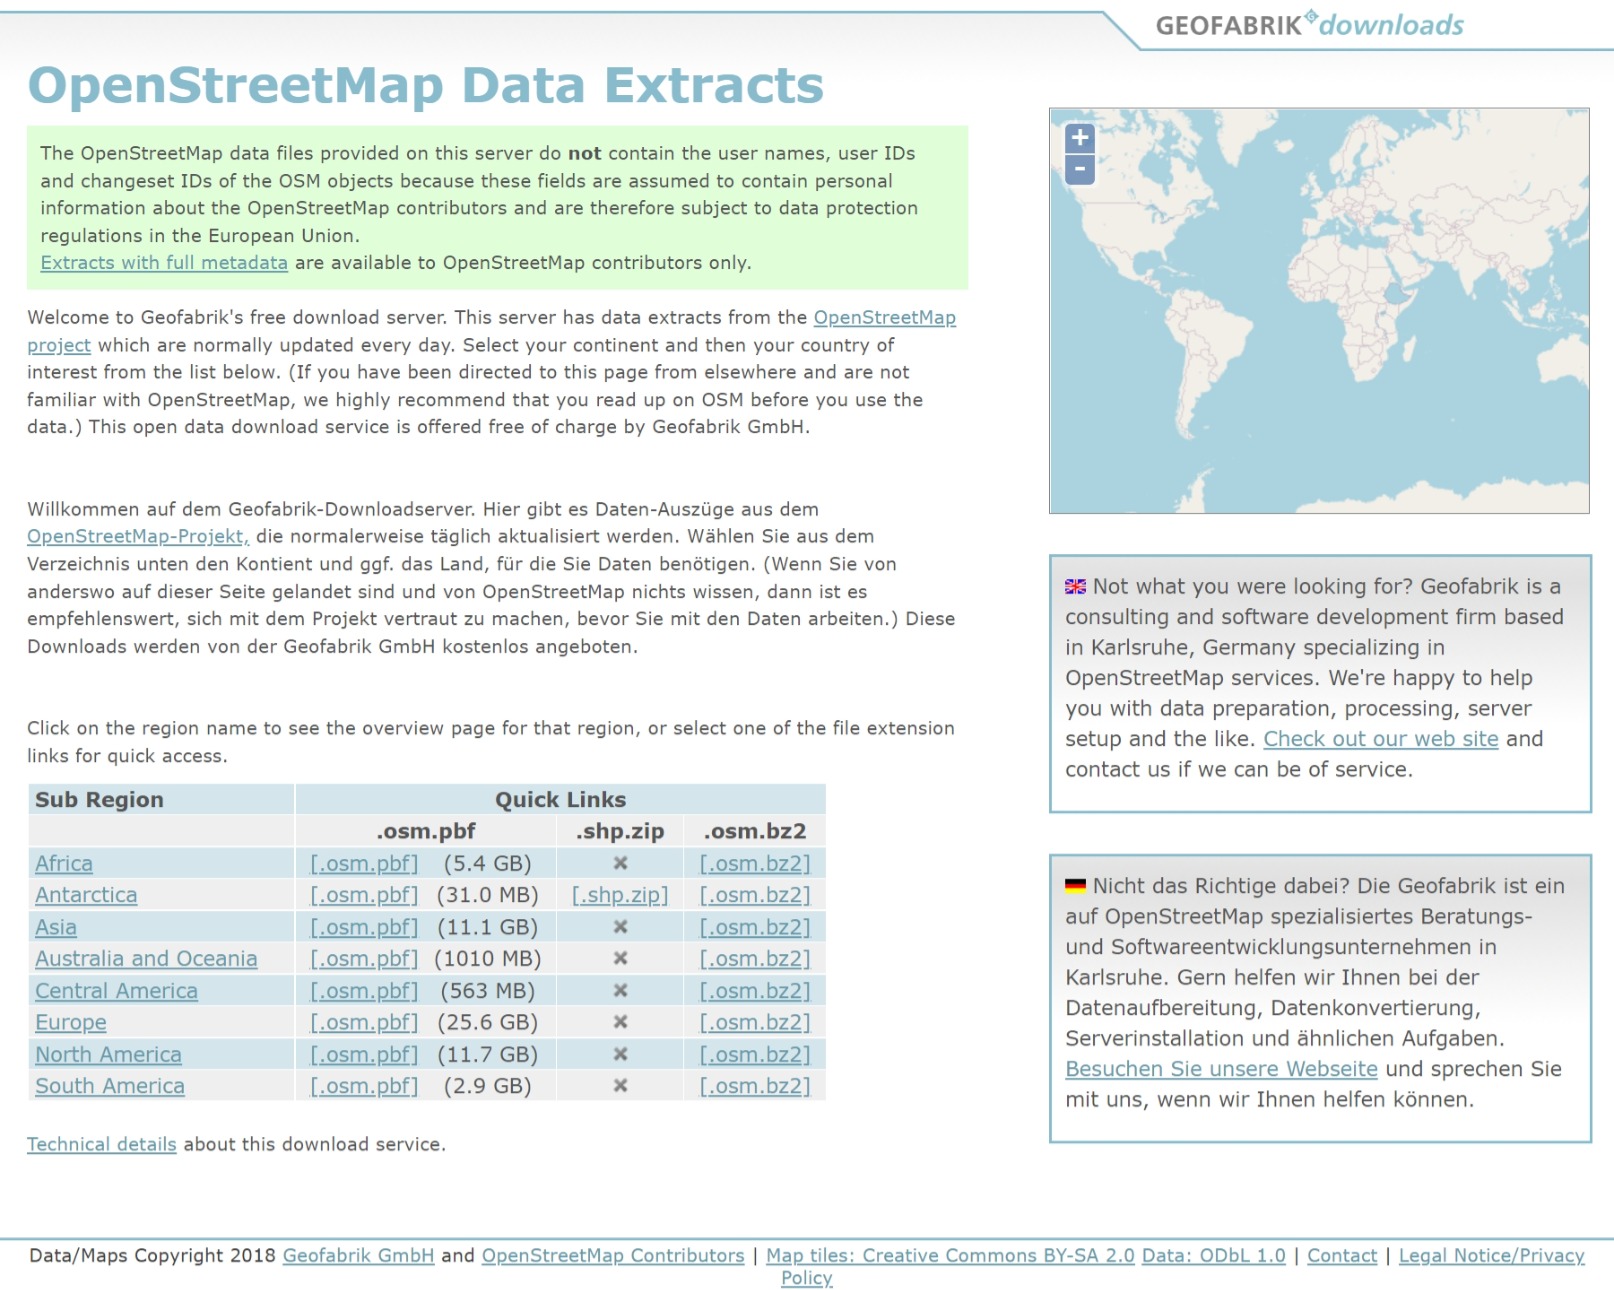 GEOFABRIK downloads
OpenStreetMap Data Extracts
The OpenStreetMap data files provided on this server do not contain the user names, user IDs
and changeset IDs of the OSM objects because these fields are assumed to contain personal
information about the OpenStreetMap contributors and are therefore subject to data protection
regulations in the European Union.
Extracts with full metadata are available to OpenStreetMap contributors only.
Welcome to Geofabrik's free download server. This server has data extracts from the OpenStreetMap
project which are normally updated every day. Select your continent and then your country of
interest from the list below. (If you have been directed to this page from elsewhere and are not
familiar with OpenStreetMap, we highly recommend that you read up on OSM before you use the
data.) This open data download service is offered free of charge by Geofabrik GmbH.
Willkommen auf dem Geofabrik-Downloadserver. Hier gibt es Daten-Auszüge aus dem
OpenStreetMap-Projekt, die normalerweise täglich aktualisiert werden. Wählen Sie aus dem
Verzeichnis unten den Kontient und ggf. das Land, für die Sie Daten benötigen. (Wenn Sie von
anderswo auf dieser Seite gelandet sind und von OpenStreetMap nichts wissen, dann ist es
empfehlenswert, sich mit dem Projekt vertraut zu machen, bevor Sie mit den Daten arbeiten.) Diese
Downloads werden von der Geofabrik GmbH kostenlos angeboten.
Click on the region name to see the overview page for that region, or select one of the file extension
links for quick access.
Sub Region Quick Links
.osm.pbf .shp.zip .osm.bz2
Africa [.osm.pbf] (5.4 GB) ✖ [.osm.bz2]
Antarctica [.osm.pbf] (31.0 MB) [.shp.zip] [.osm.bz2]
Asia [.osm.pbf] (11.1 GB) ✖ [.osm.bz2]
Australia and Oceania [.osm.pbf] (1010 MB) ✖ [.osm.bz2]
Central America [.osm.pbf] (563 MB) ✖ [.osm.bz2]
Europe [.osm.pbf] (25.6 GB) ✖ [.osm.bz2]
North America [.osm.pbf] (11.7 GB) ✖ [.osm.bz2]
South America [.osm.pbf] (2.9 GB) ✖ [.osm.bz2]
Technical details about this download service.
+
-
Not what you were looking for? Geofabrik is a
consulting and software development firm based
in Karlsruhe, Germany specializing in
OpenStreetMap services. We're happy to help
you with data preparation, processing, server
setup and the like. Check out our web site and
contact us if we can be of service.
Nicht das Richtige dabei? Die Geofabrik ist ein
auf OpenStreetMap spezialisiertes Beratungs-
und Softwareentwicklungsunternehmen in
Karlsruhe. Gern helfen wir Ihnen bei der
Datenaufbereitung, Datenkonvertierung,
Serverinstallation und ähnlichen Aufgaben.
Besuchen Sie unsere Webseite und sprechen Sie
mit uns, wenn wir Ihnen helfen können.
Data/Maps Copyright 2018 Geofabrik GmbH and OpenStreetMap Contributors | Map tiles: Creative Commons BY-SA 2.0 Data: ODbL 1.0 | Contact | Legal Notice/Privacy
Policy